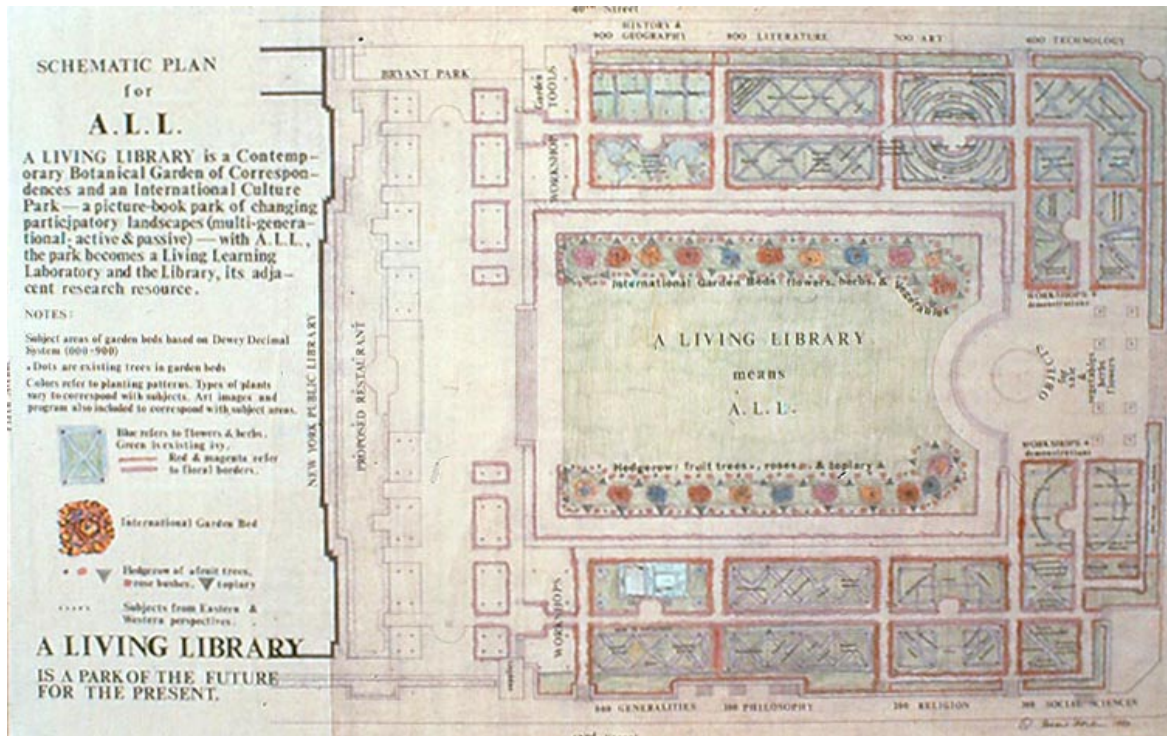 40th Street
HISTORY &
900 GEOGRAPHY
800 LITERATURE
700 ART
600 TECHNOLOGY
SCHEMATIC PLAN
for
A.L.L.
A LIVING LIBRARY is a Contemp-
orary Botanical Garden of Correspon-
dences and an International Culture
Park — a picture-book park of changing
participatory landscapes (multi-genera-
tional; active & passive) — with A.L.L.,
the park becomes a Living Learning
Laboratory and the Library, its adja-
cent research resource.
NOTES:
Subject areas of garden beds based on Dewey Decimal
System (000-900)
• Dots are existing trees in garden beds
Colors refer to planting patterns. Types of plants
vary to correspond with subjects. Art images and
program also included to correspond with subject areas.
Blue refers to flowers & herbs.
Green is existing ivy.
Red & magenta refer
to floral borders.
International Garden Bed
Hedgerow of fruit trees,
rose bushes, topiary
Subjects from Eastern &
Western perspectives.
A LIVING LIBRARY
IS A PARK OF THE FUTURE
FOR THE PRESENT.
NEW YORK PUBLIC LIBRARY
PROPOSED RESTAURANT
BRYANT PARK
Garden
TOOLS
WORKSHOP
International Garden Beds: flowers, herbs, & vegetables
A LIVING LIBRARY
means
A.L.L.
Hedgerow: fruit trees, roses, & topiary
WORKSHOPS &
demonstrations
OBJECTS
for
sale
vegetables
herbs
flowers
WORKSHOPS &
demonstrations
WORKSHOPS
000 GENERALITIES
100 PHILOSOPHY
200 RELIGION
300 SOCIAL SCIENCES
Street